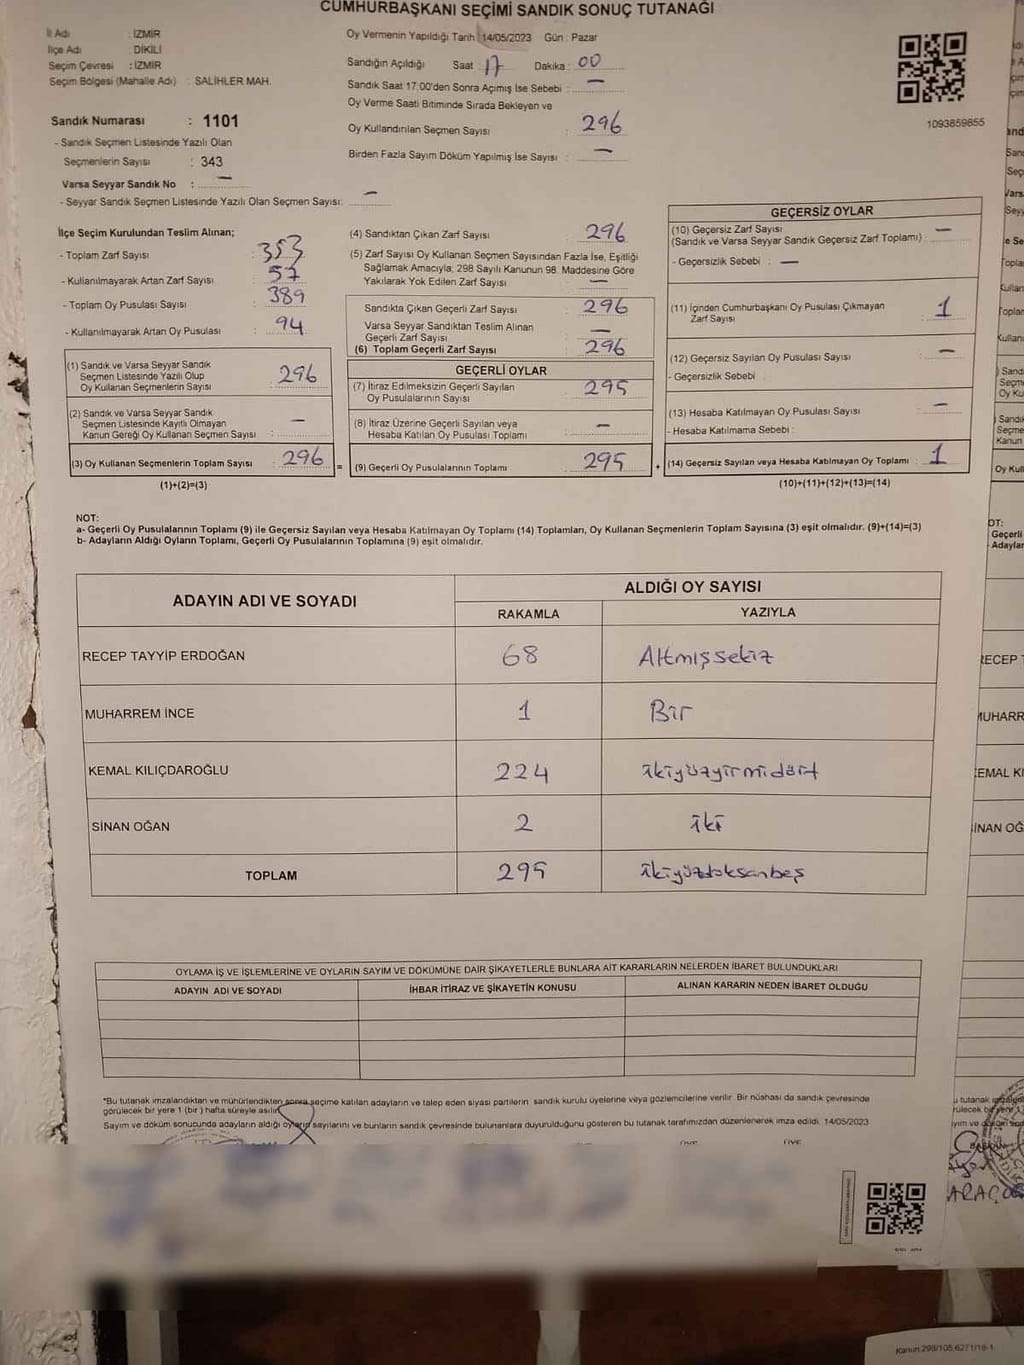 CUMHURBAŞKANI SEÇİMİ SANDIK SONUÇ TUTANAĞI
İl Adı : İZMİR
İlçe Adı : DİKİLİ
Seçim Çevresi : İZMİR
Seçim Bölgesi (Mahalle Adı) : SALİHLER MAH.
Sandık Numarası : 1101
- Sandık Seçmen Listesinde Yazılı Olan
Seçmenlerin Sayısı : 343
Varsa Seyyar Sandık No : —
- Seyyar Sandık Seçmen Listesinde Yazılı Olan Seçmen Sayısı: —
Oy Vermenin Yapıldığı Tarih : 14/05/2023 Gün : Pazar
Sandığın Açıldığı Saat : 17 Dakika : 00
Sandık Saat 17:00'den Sonra Açımış İse Sebebi : —
Oy Verme Saati Bitiminde Sırada Bekleyen ve
Oy Kullandırılan Seçmen Sayısı : 296
Birden Fazla Sayım Döküm Yapılmış İse Sayısı : —
1093859855
İlçe Seçim Kurulundan Teslim Alınan;
- Toplam Zarf Sayısı : 353
- Kullanılmayarak Artan Zarf Sayısı : 57
- Toplam Oy Pusulası Sayısı : 389
- Kullanılmayarak Artan Oy Pusulası : 94
(1) Sandık ve Varsa Seyyar Sandık
Seçmen Listesinde Yazılı Olup
Oy Kullanan Seçmenlerin Sayısı : 296
(2) Sandık ve Varsa Seyyar Sandık
Seçmen Listesinde Kayıtlı Olmayan
Kanun Gereği Oy Kullanan Seçmen Sayısı : —
(3) Oy Kullanan Seçmenlerin Toplam Sayısı : 296
(1)+(2)=(3)
(4) Sandıktan Çıkan Zarf Sayısı : 296
(5) Zarf Sayısı Oy Kullanan Seçmen Sayısından Fazla İse, Eşitliği
Sağlamak Amacıyla; 298 Sayılı Kanunun 98. Maddesine Göre
Yakılarak Yok Edilen Zarf Sayısı : —
Sandıkta Çıkan Geçerli Zarf Sayısı : 296
Varsa Seyyar Sandıktan Teslim Alınan
Geçerli Zarf Sayısı : —
(6) Toplam Geçerli Zarf Sayısı : 296
GEÇERLİ OYLAR
(7) İtiraz Edilmeksizin Geçerli Sayılan
Oy Pusulalarının Sayısı : 295
(8) İtiraz Üzerine Geçerli Sayılan veya
Hesaba Katılan Oy Pusulası Toplamı : —
= (9) Geçerli Oy Pusulalarının Toplamı : 295
GEÇERSİZ OYLAR
(10) Geçersiz Zarf Sayısı
(Sandık ve Varsa Seyyar Sandık Geçersiz Zarf Toplamı) : —
- Geçersizlik Sebebi : —
(11) İçinden Cumhurbaşkanı Oy Pusulası Çıkmayan
Zarf Sayısı : 1
(12) Geçersiz Sayılan Oy Pusulası Sayısı : —
- Geçersizlik Sebebi :
(13) Hesaba Katılmayan Oy Pusulası Sayısı : —
- Hesaba Katılmama Sebebi :
+ (14) Geçersiz Sayılan veya Hesaba Katılmayan Oy Toplamı : 1
(10)+(11)+(12)+(13)=(14)
NOT:
a- Geçerli Oy Pusulalarının Toplamı (9) ile Geçersiz Sayılan veya Hesaba Katılmayan Oy Toplamı (14) Toplamları, Oy Kullanan Seçmenlerin Toplam Sayısına (3) eşit olmalıdır. (9)+(14)=(3)
b- Adayların Aldığı Oyların Toplamı, Geçerli Oy Pusulalarının Toplamına (9) eşit olmalıdır.
ADAYIN ADI VE SOYADI ALDIĞI OY SAYISI
RAKAMLA YAZIYLA
RECEP TAYYİP ERDOĞAN 68 Altmışsekiz
MUHARREM İNCE 1 Bir
KEMAL KILIÇDAROĞLU 224 ikiyüzyirmidört
SİNAN OĞAN 2 iki
TOPLAM 295 ikiyüzdoksanbeş
OYLAMA İŞ VE İŞLEMLERİNE VE OYLARIN SAYIM VE DÖKÜMÜNE DAİR ŞİKAYETLERLE BUNLARA AİT KARARLARIN NELERDEN İBARET BULUNDUKLARI
ADAYIN ADI VE SOYADI İHBAR İTİRAZ VE ŞİKAYETİN KONUSU ALINAN KARARIN NEDEN İBARET OLDUĞU
*Bu tutanak imzalandıktan ve mühürlendikten sonra seçime katılan adayların ve talep eden siyasi partilerin sandık kurulu üyelerine veya gözlemcilerine verilir. Bir nüshası da sandık çevresinde
görülecek bir yere 1 (bir ) hafta süreyle asılır.
Sayım ve döküm sonucunda adayların aldığı oyların sayılarını ve bunların sandık çevresinde bulunanlara duyurulduğunu gösteren bu tutanak tarafımızdan düzenlenerek imza edildi. 14/05/2023
Kanun:298/105,6271/18-1